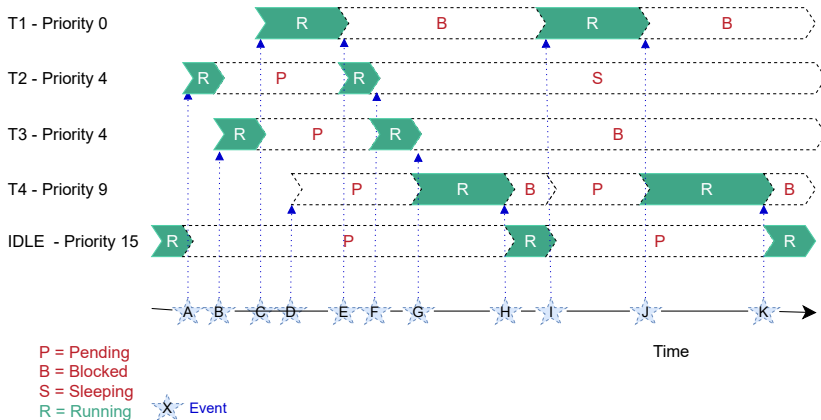 T1 - Priority 0 R B R B
T2 - Priority 4 R P R S
T3 - Priority 4 R P R B
T4 - Priority 9 P R B P R B
IDLE - Priority 15 R P R P R
A B C D E F G H I J K
Time
P = Pending
B = Blocked
S = Sleeping
R = Running
X Event